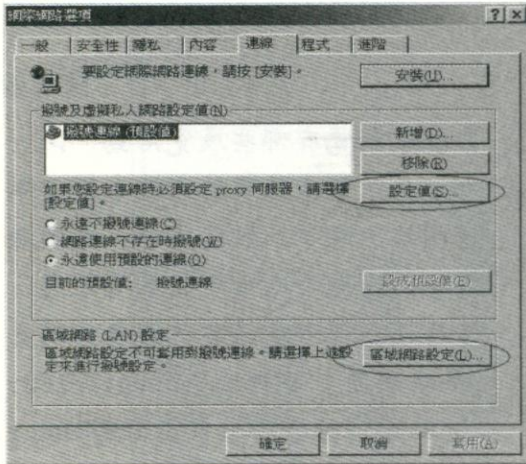 網際網路選項
一般 安全性 隱私 內容 連線 程式 進階
要設定網際網路連線，請按 [安裝]。
安裝(U)...
撥號及虛擬私人網路設定值(N)
撥號連線 (預設值)
新增(D)...
移除(R)
如果您設定連線時必須設定 proxy 伺服器，請選擇
[設定值]。
設定值(S)...
永遠不撥號連線(C)
網路連線不存在時撥號(W)
永遠使用預設的連線(O)
目前的預設值： 撥號連線
設成預設值(E)
區域網路 (LAN) 設定
區域網路設定不可套用到撥號連線。請選擇上述設
定來進行撥號設定。
區域網路設定(L)...
確定 取消 套用(A)